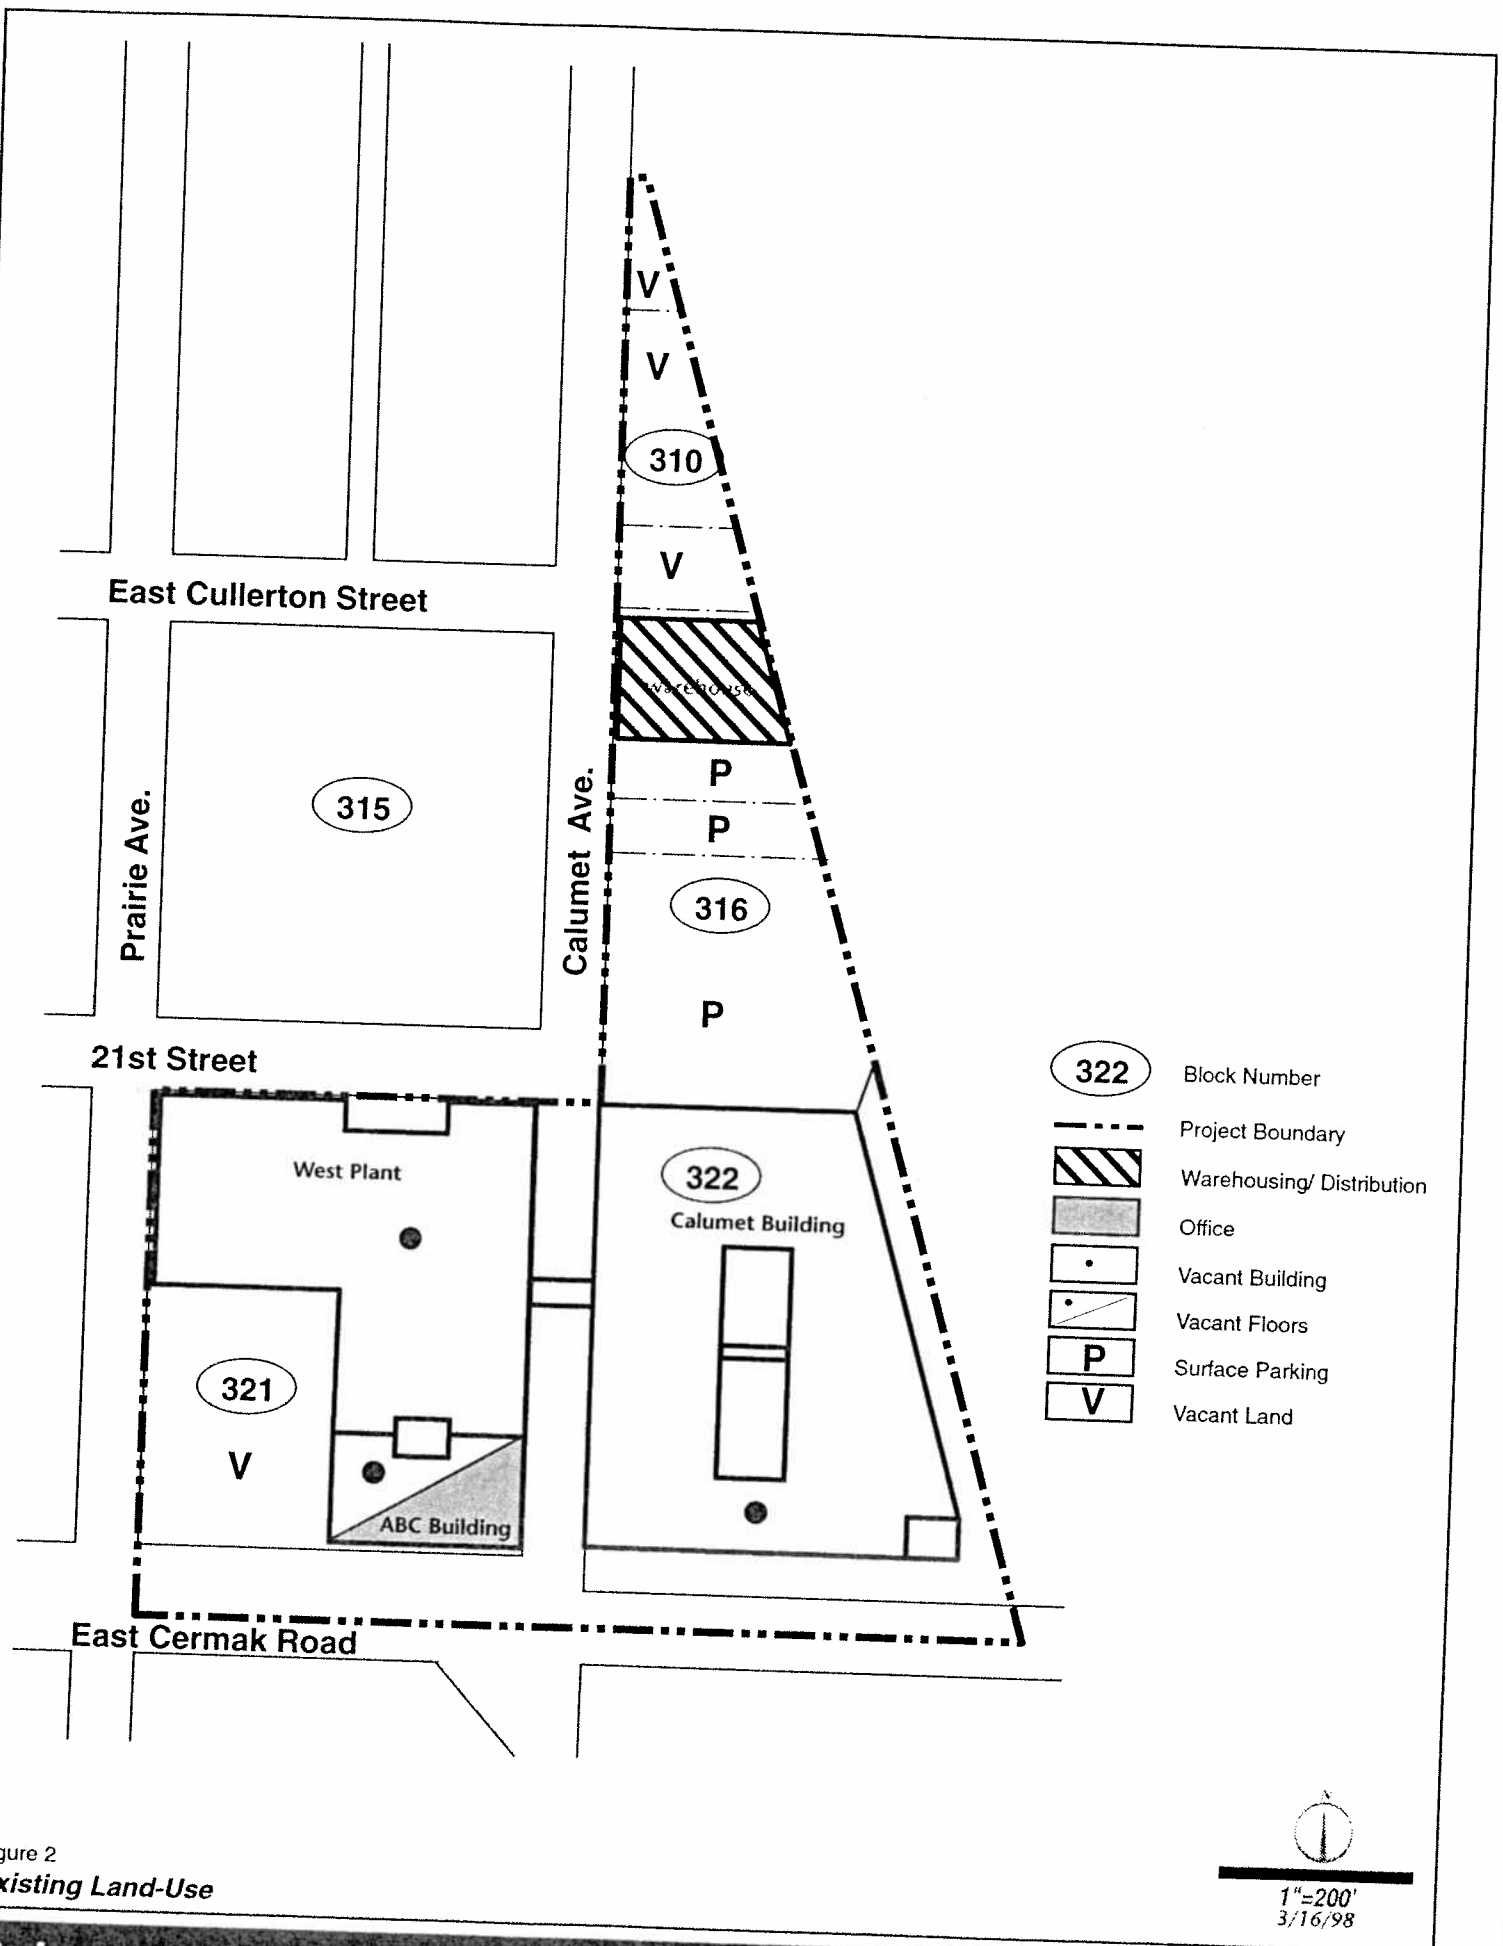 V
V
310
V
East Cullerton Street
warehouse
P
P
315
Prairie Ave.
Calumet Ave.
316
P
21st Street
West Plant
322
Calumet Building
321
V
ABC Building
East Cermak Road
322 Block Number
Project Boundary
Warehousing/ Distribution
Office
Vacant Building
Vacant Floors
P Surface Parking
V Vacant Land
N
1"=200'
3/16/98
gure 2
xisting Land-Use